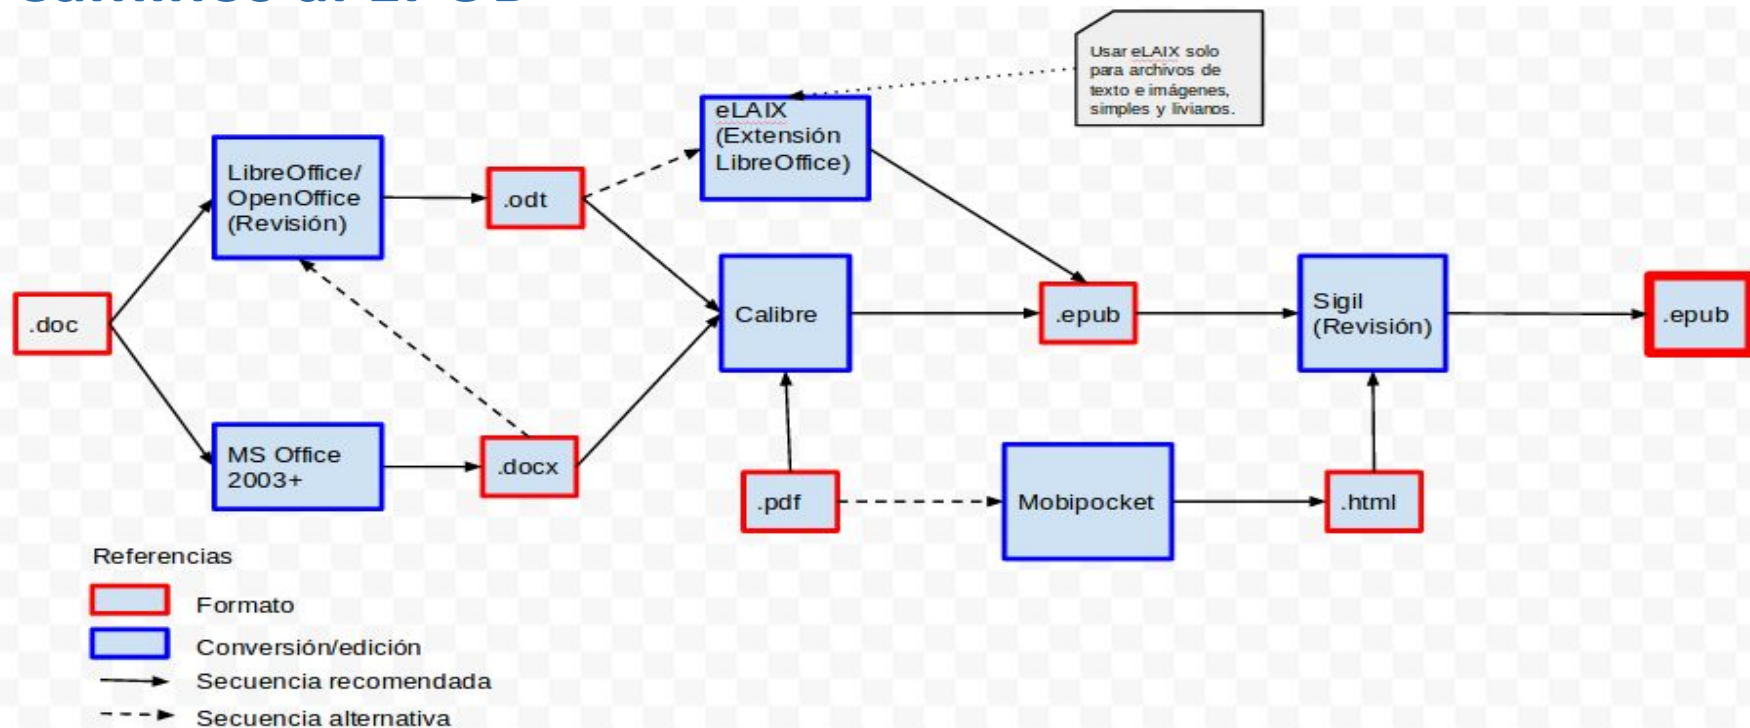 Usar eLAIX solo
para archivos de
texto e imágenes,
simples y livianos.
eLAIX
(Extensión
LibreOffice)
LibreOffice/
OpenOffice
(Revisión)
.odt
.doc
Calibre
.epub
Sigil
(Revisión)
.epub
MS Office
2003+
.docx
.pdf
Mobipocket
.html
Referencias
Formato
Conversión/edición
Secuencia recomendada
Secuencia alternativa